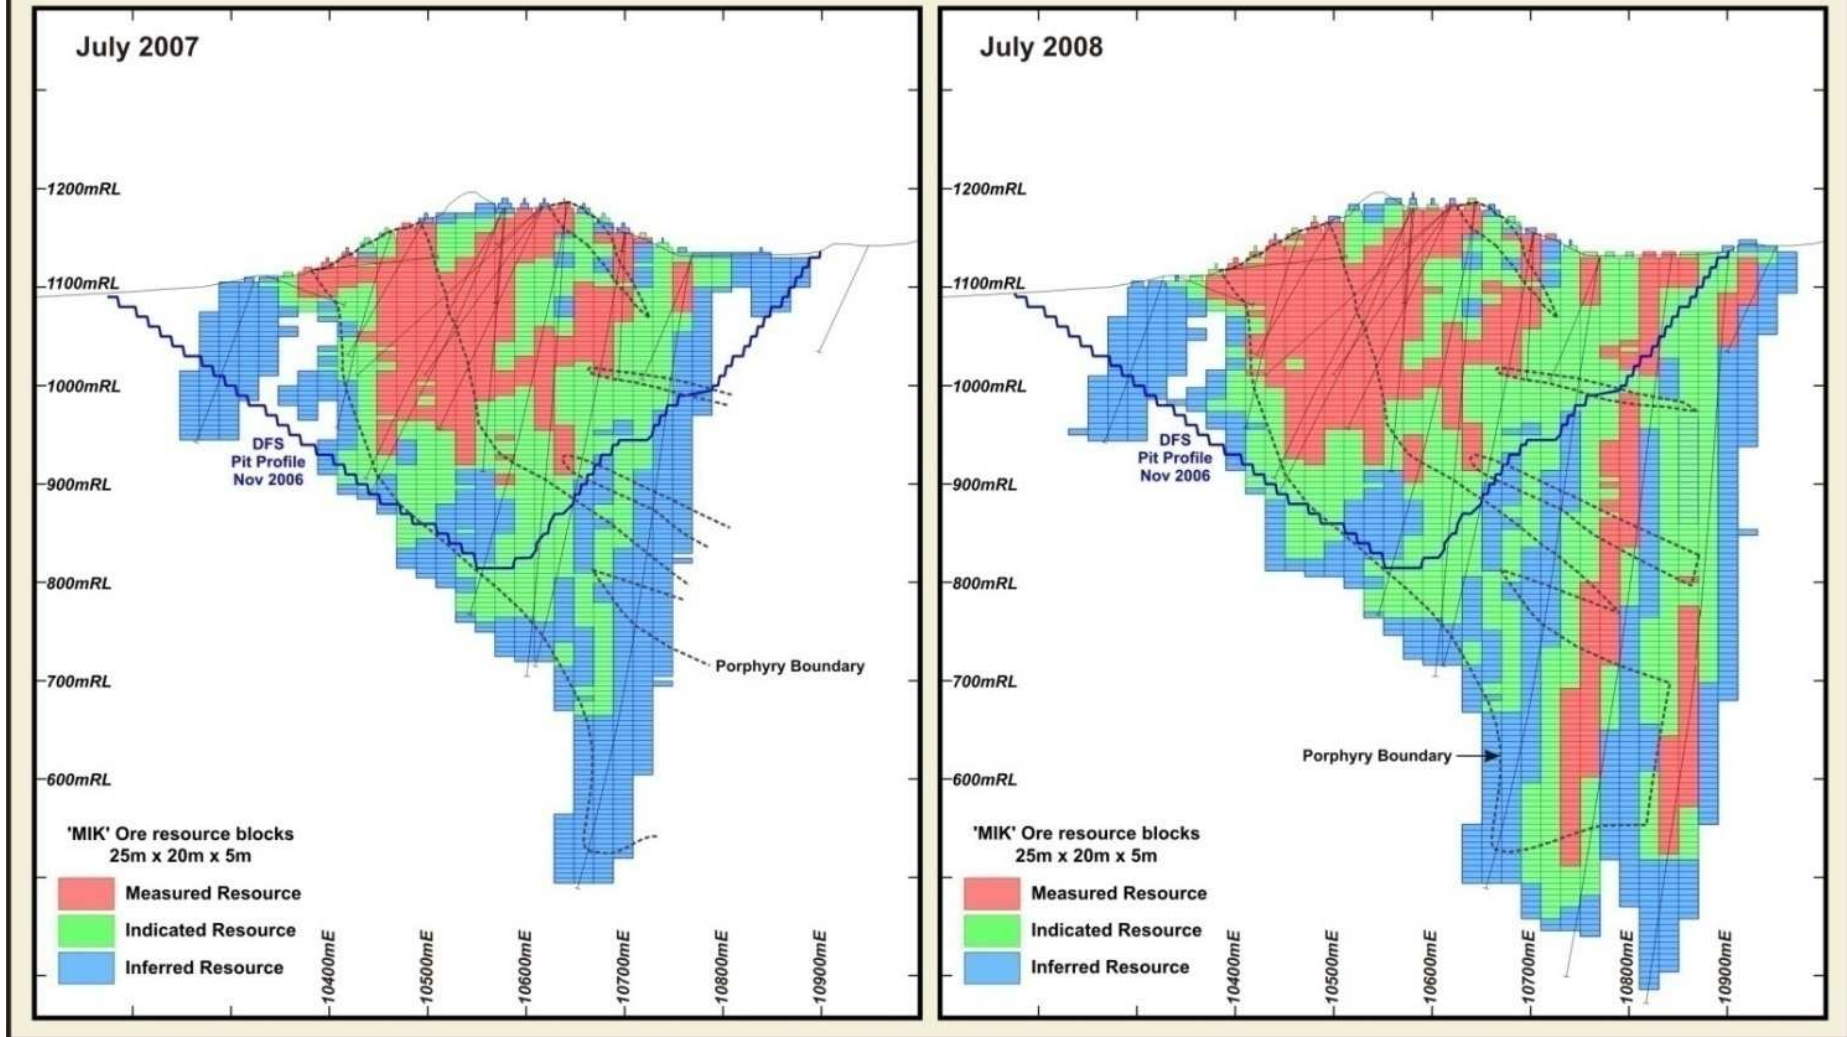 July 2007
1200mRL
1100mRL
1000mRL
DFS
Pit Profile
Nov 2006
900mRL
800mRL
Porphyry Boundary
700mRL
600mRL
'MIK' Ore resource blocks
25m x 20m x 5m
Measured Resource
Indicated Resource
Inferred Resource
10400mE
10500mE
10600mE
10700mE
10800mE
10900mE
July 2008
1200mRL
1100mRL
1000mRL
DFS
Pit Profile
Nov 2006
900mRL
800mRL
700mRL
Porphyry Boundary
600mRL
'MIK' Ore resource blocks
25m x 20m x 5m
Measured Resource
Indicated Resource
Inferred Resource
10400mE
10500mE
10600mE
10700mE
10800mE
10900mE